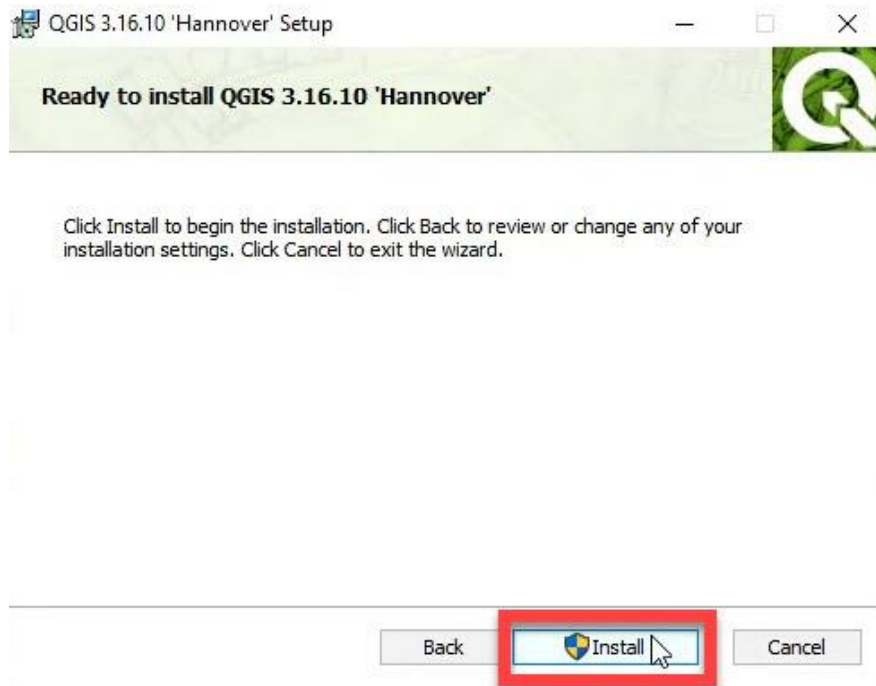 QGIS 3.16.10 'Hannover' Setup
Ready to install QGIS 3.16.10 'Hannover'
Click Install to begin the installation. Click Back to review or change any of your
installation settings. Click Cancel to exit the wizard.
Back Install Cancel